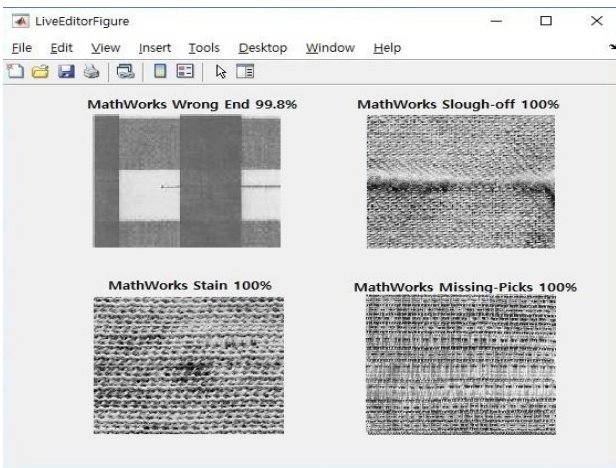 LiveEditorFigure
File Edit View Insert Tools Desktop Window Help
MathWorks Wrong End 99.8%
MathWorks Slough-off 100%
MathWorks Stain 100%
MathWorks Missing-Picks 100%